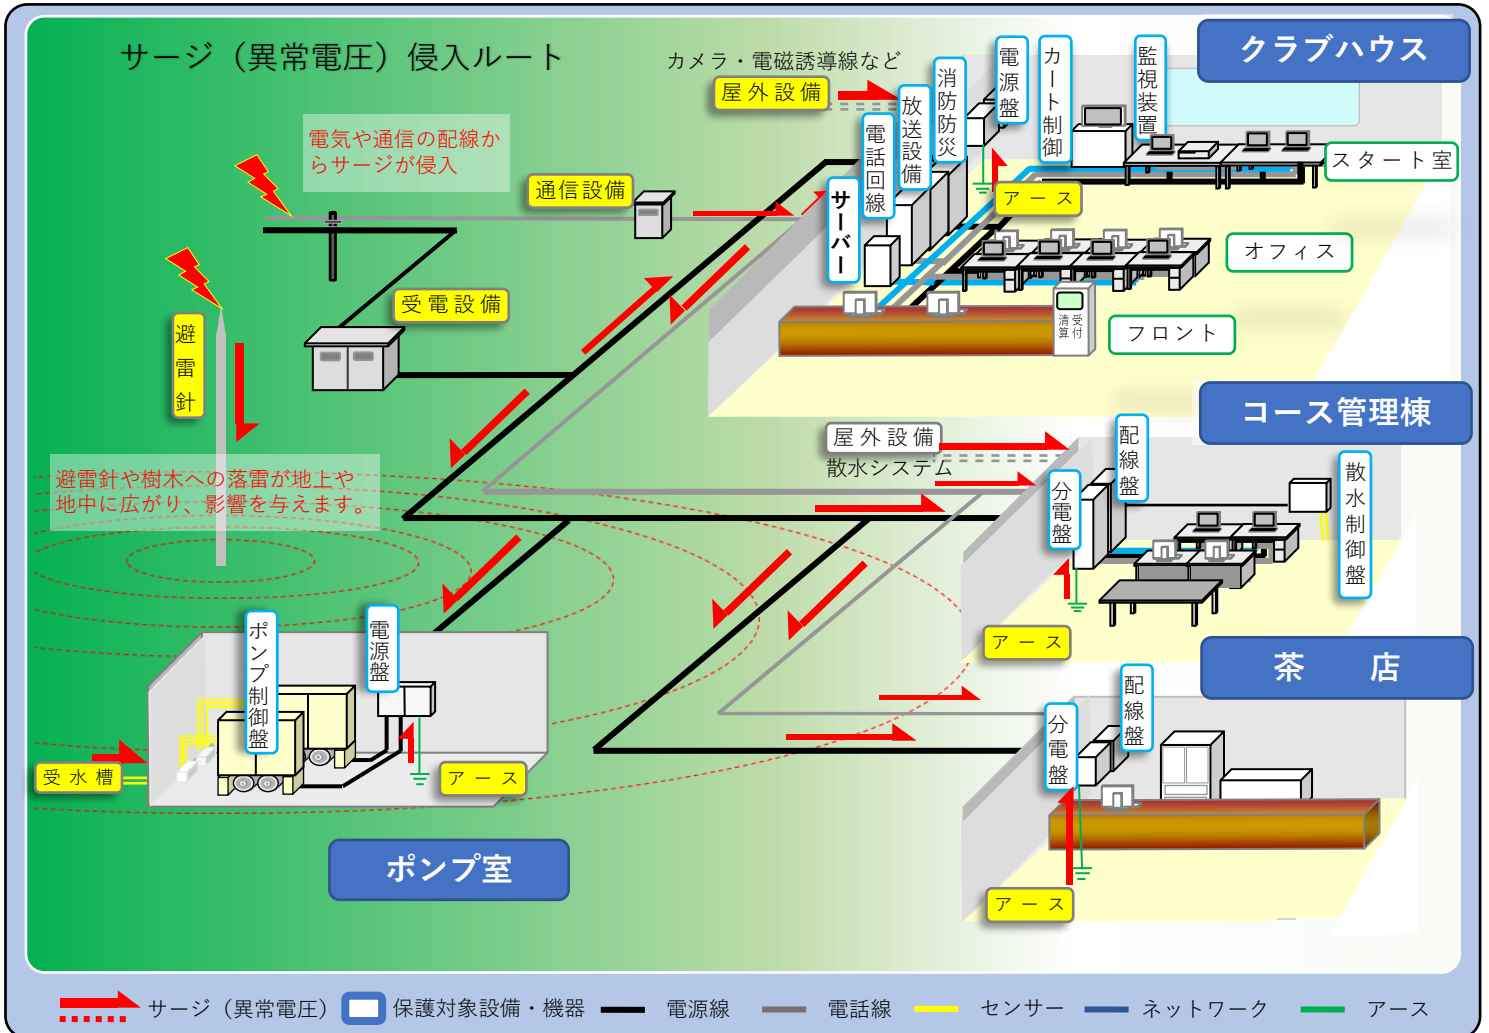 サージ（異常電圧）侵入ルート
カメラ・電磁誘導線など
屋外設備
クラブハウス
電源盤
カート制御
監視装置
消防防災
放送設備
電話回線
サーバー
スタート室
アース
オフィス
フロント
清算
受付
電気や通信の配線か
らサージが侵入
通信設備
受電設備
避雷針
避雷針や樹木への落雷が地上や
地中に広がり、影響を与えます。
コース管理棟
屋外設備
散水システム
配線盤
分電盤
散水制御盤
アース
茶　店
配線盤
分電盤
アース
ポンプ制御盤
電源盤
受水槽
アース
ポンプ室
サージ（異常電圧）
保護対象設備・機器
電源線
電話線
センサー
ネットワーク
アース